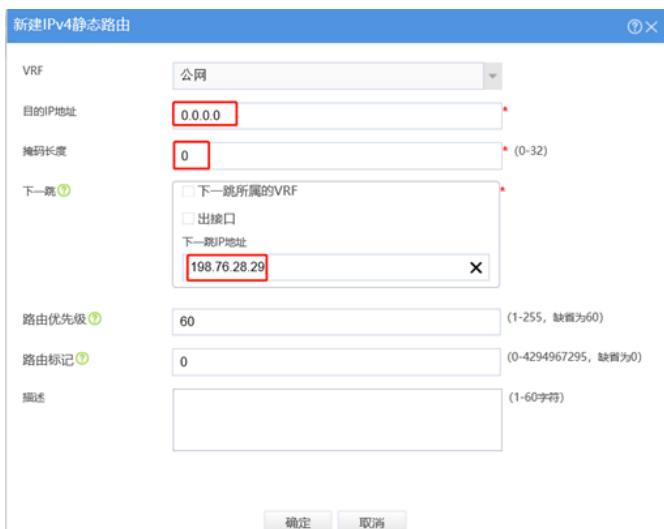 新建IPv4静态路由
VRF
公网
目的IP地址
0.0.0.0
*
掩码长度
0
* (0-32)
下一跳
下一跳所属的VRF
*
出接口
下一跳IP地址
198.76.28.29
路由优先级
60
(1-255，缺省为60)
路由标记
0
(0-4294967295，缺省为0)
描述
(1-60字符)
确定 取消